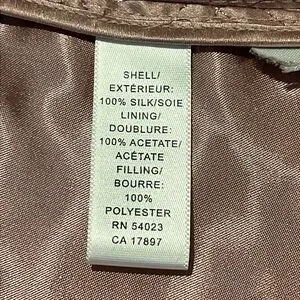 SHELL/
EXTÉRIEUR:
100% SILK/SOIE
LINING/
DOUBLURE:
100% ACETATE/
ACÉTATE
FILLING/
BOURRE:
100%
POLYESTER
RN 54023
CA 17897